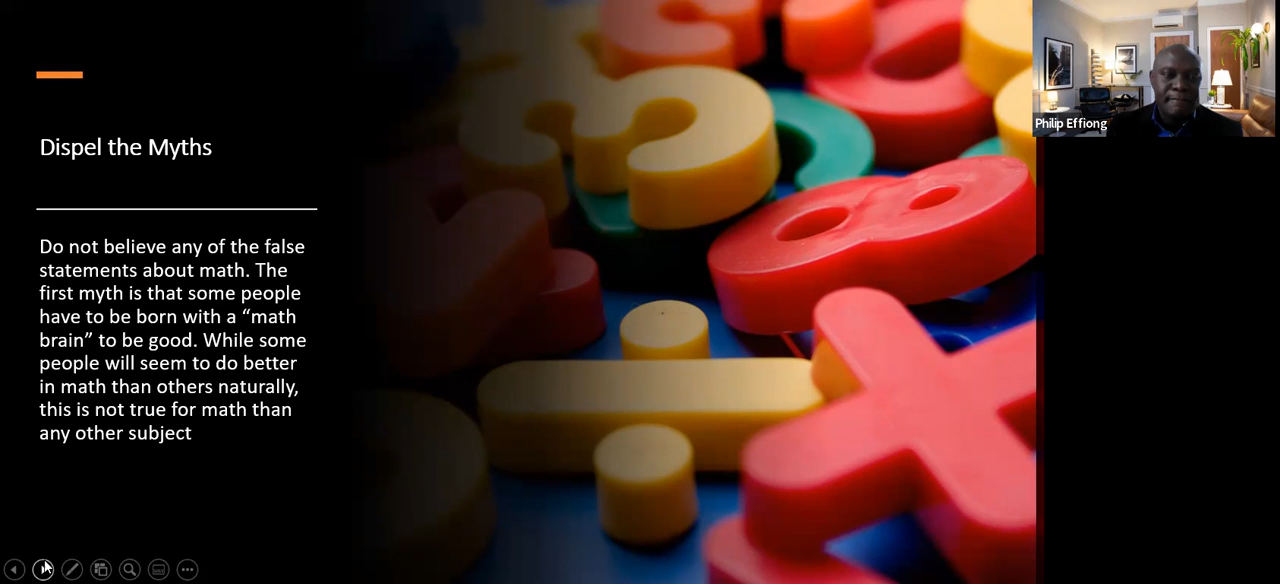 Dispel the Myths
Do not believe any of the false
statements about math. The
first myth is that some people
have to be born with a “math
brain” to be good. While some
people will seem to do better
in math than others naturally,
this is not true for math than
any other subject
Philip Effiong